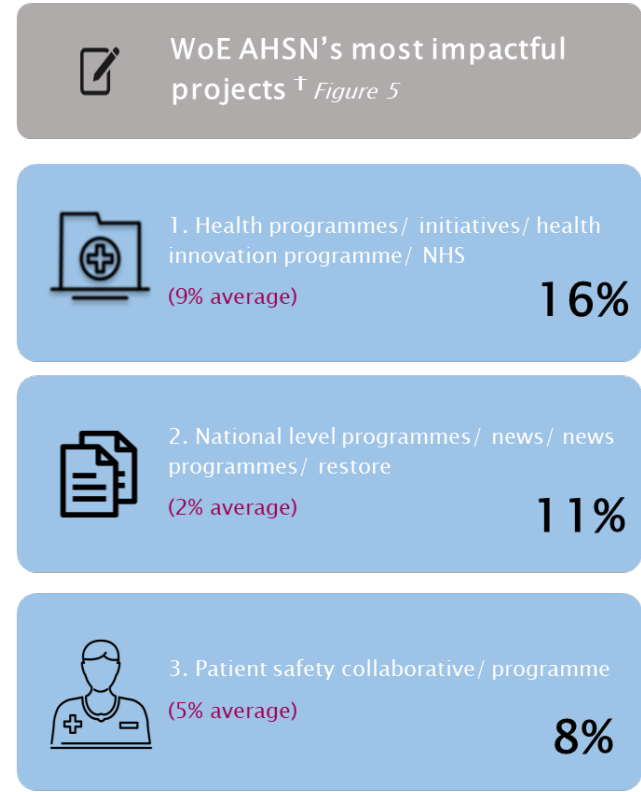 WoE AHSN's most impactful
projects † Figure 5
1. Health programmes/ initiatives/ health
innovation programme/ NHS
(9% average)
16%
2. National level programmes/ news/ news
programmes/ restore
(2% average)
11%
3. Patient safety collaborative/ programme
(5% average)
8%